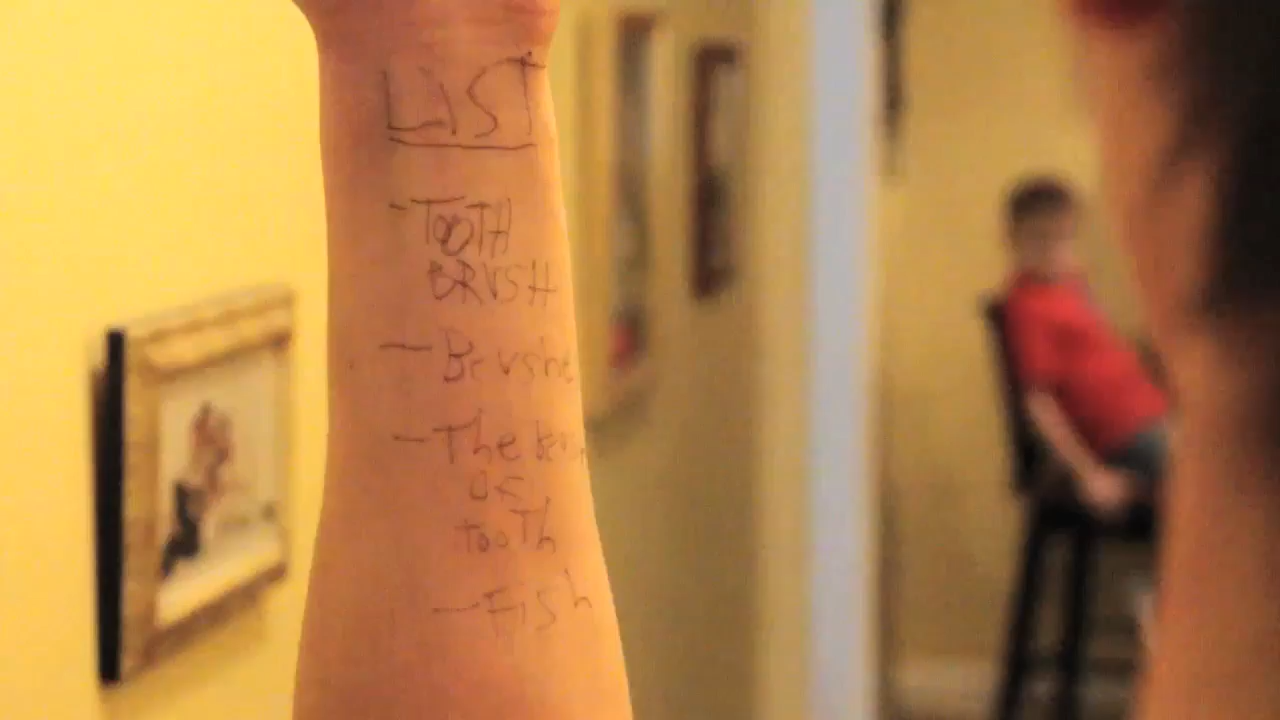 LIST
- TOOTH
BRUSH
- Brushe
- The
OF
tooth
- FISh